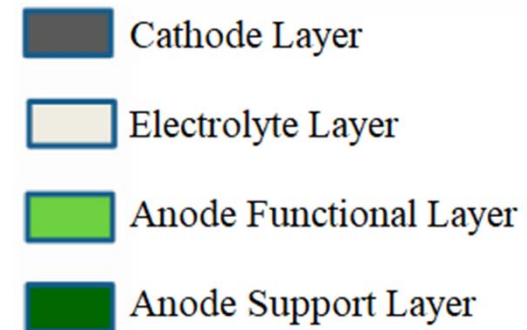 Cathode Layer
Electrolyte Layer
Anode Functional Layer
Anode Support Layer